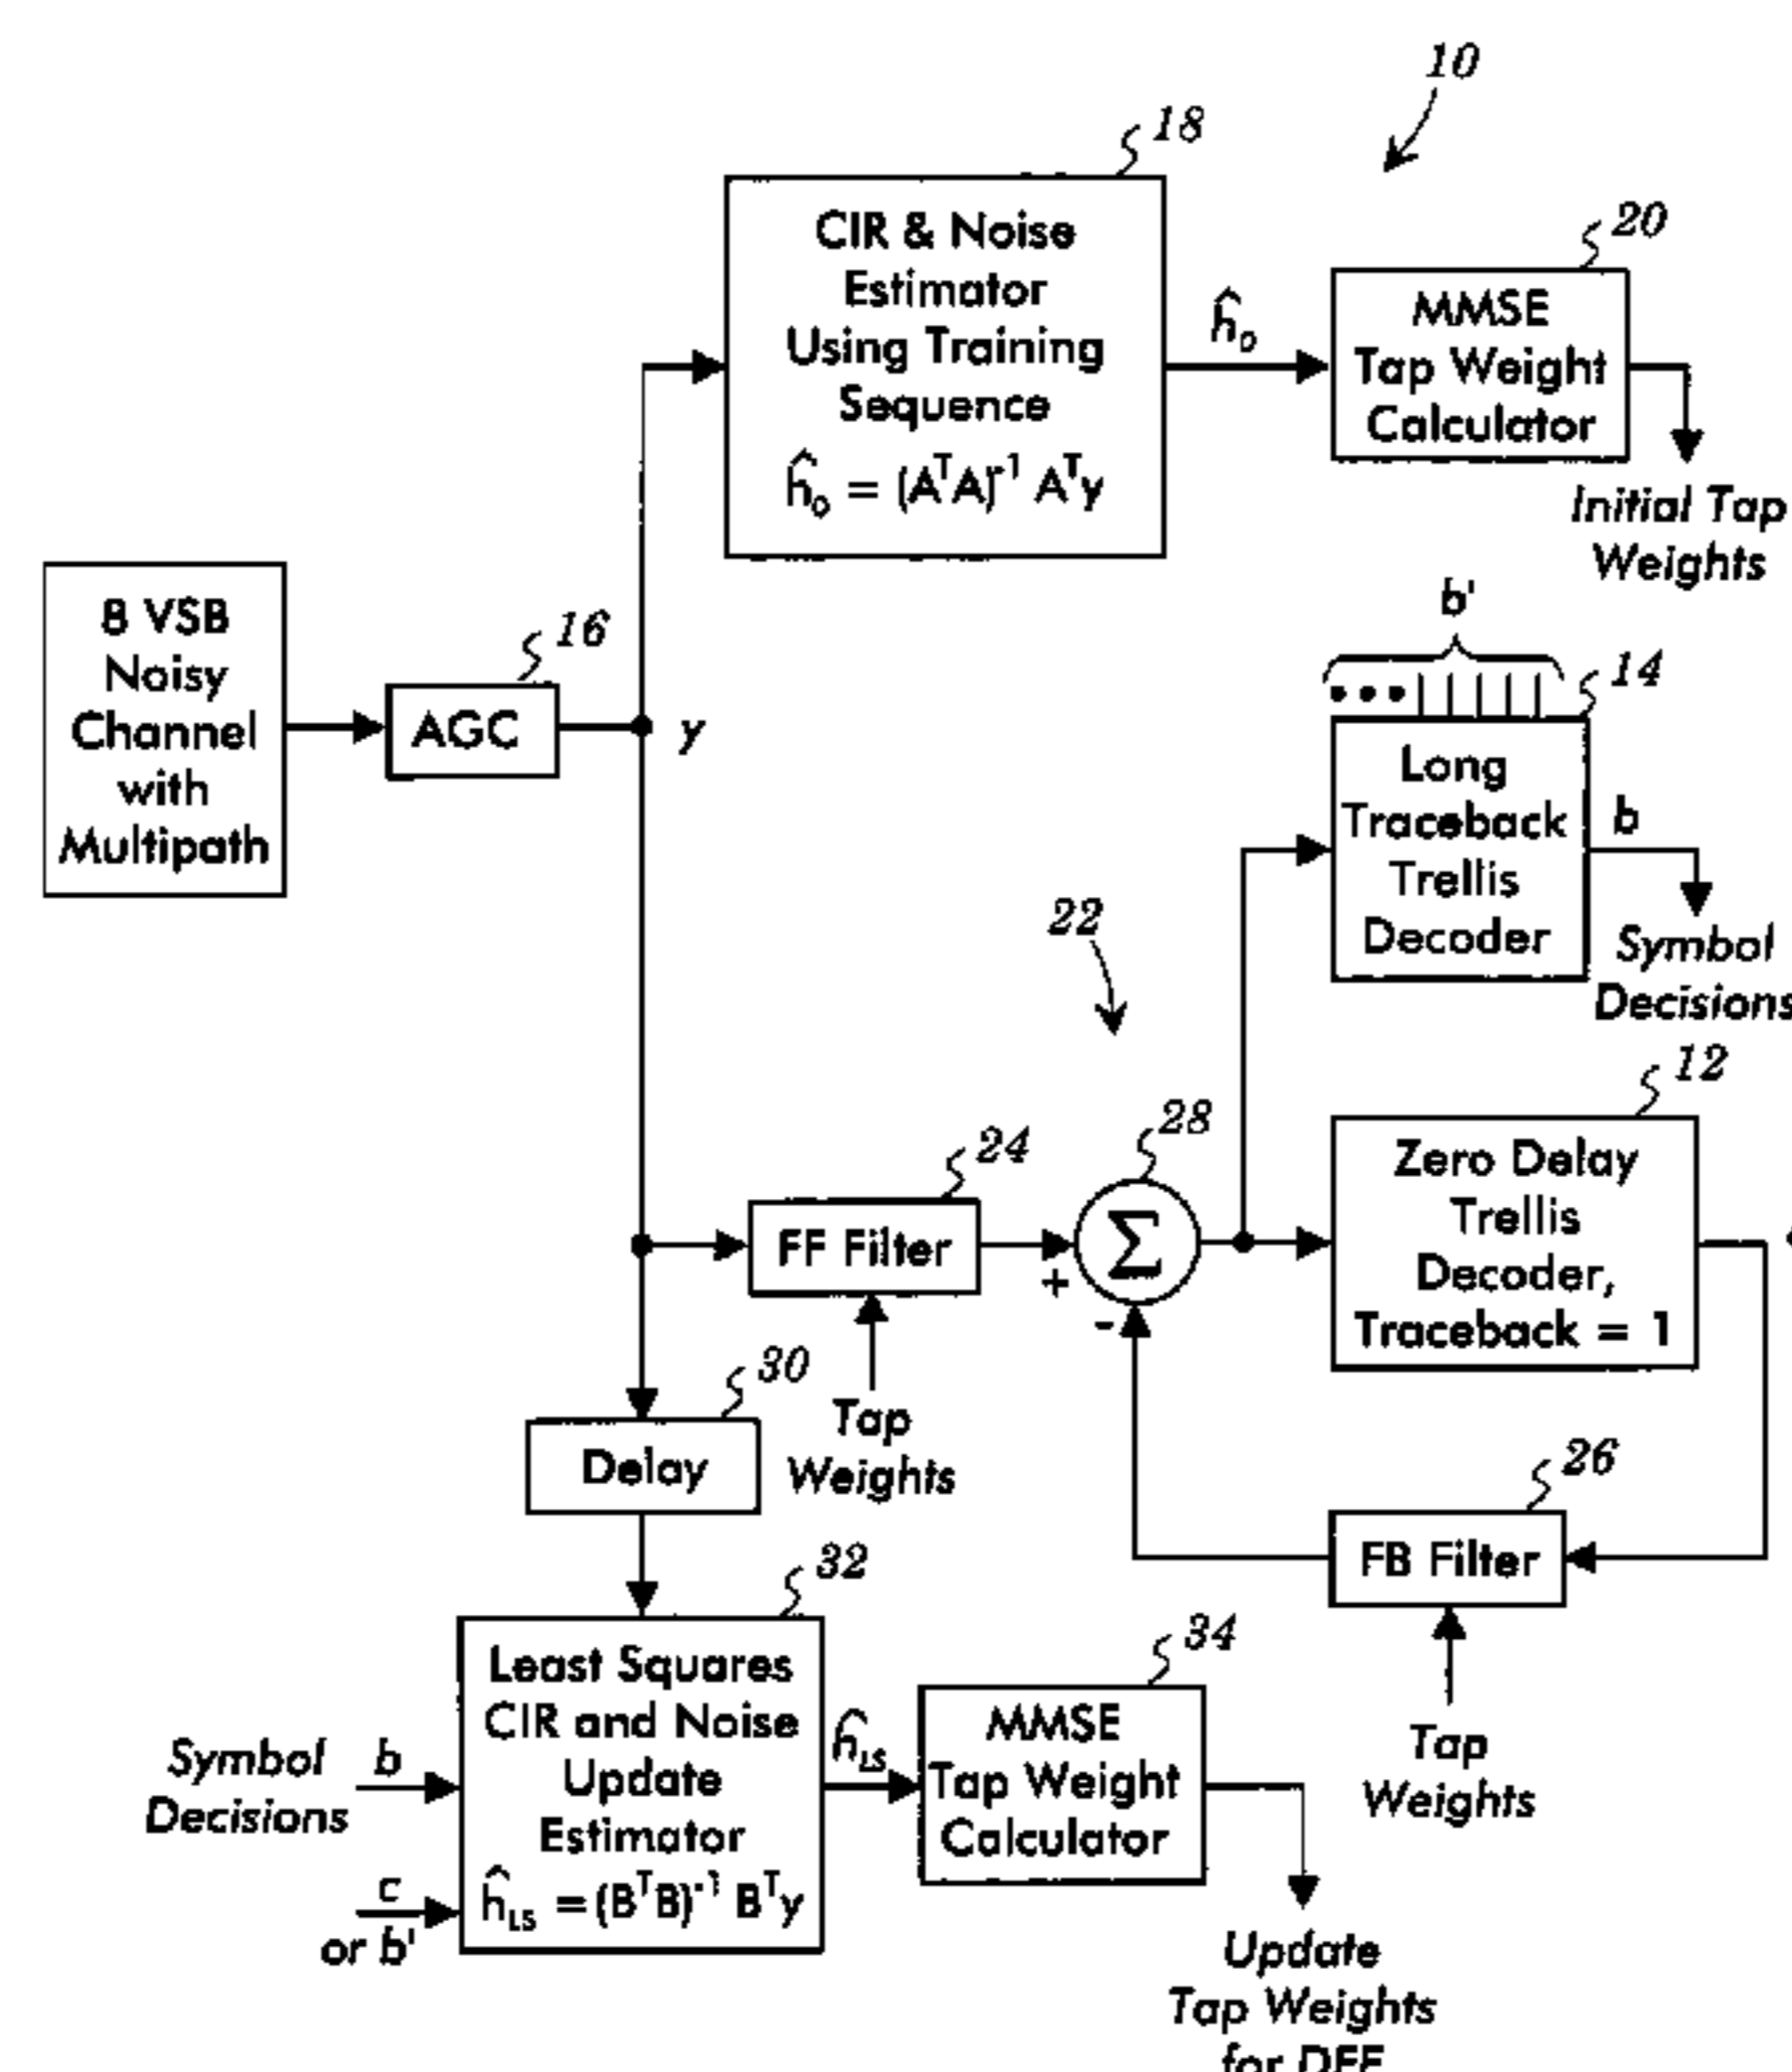 10
18
CIR & Noise
Estimator
Using Training
Sequence
ĥ₀ = (AᵀA)⁻¹ Aᵀy
ĥ₀
20
MMSE
Tap Weight
Calculator
Initial Tap
Weights
8 VSB
Noisy
Channel
with
Multipath
16
AGC
y
b'
14
Long
Traceback
Trellis
Decoder
b
Symbol
Decisions
22
12
Zero Delay
Trellis
Decoder,
Traceback = 1
28
Σ
+
-
24
FF Filter
Tap
Weights
30
Delay
26
FB Filter
Tap
Weights
32
Least Squares
CIR and Noise
Update
Estimator
ĥLS = (BᵀB)⁻¹ Bᵀy
Symbol
Decisions
b
c
or b'
ĥLS
34
MMSE
Tap Weight
Calculator
Update
Tap Weights
for DFE